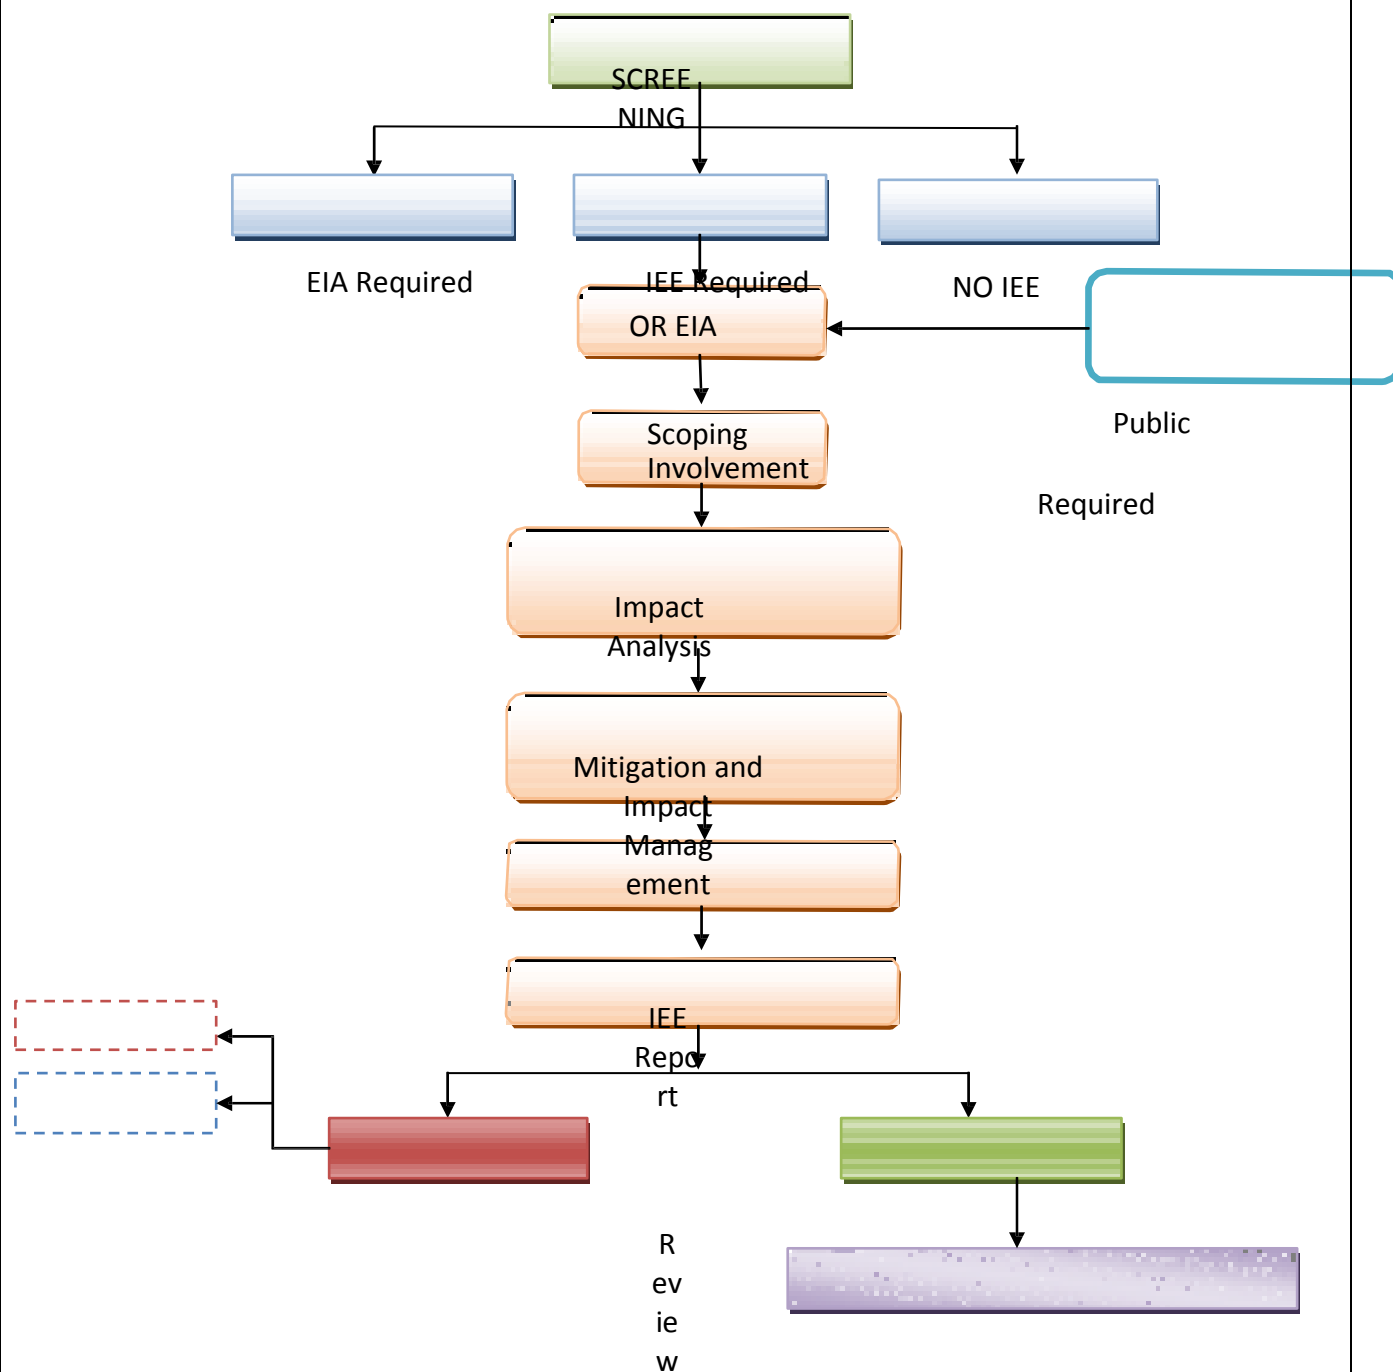 SCREE
NING
EIA Required
IEE Required
NO IEE
OR EIA
Public
Scoping
Involvement
Required
Impact
Analysis
Mitigation and
Impact
Manag
ement
IEE
Repo
rt
R
ev
ie
w